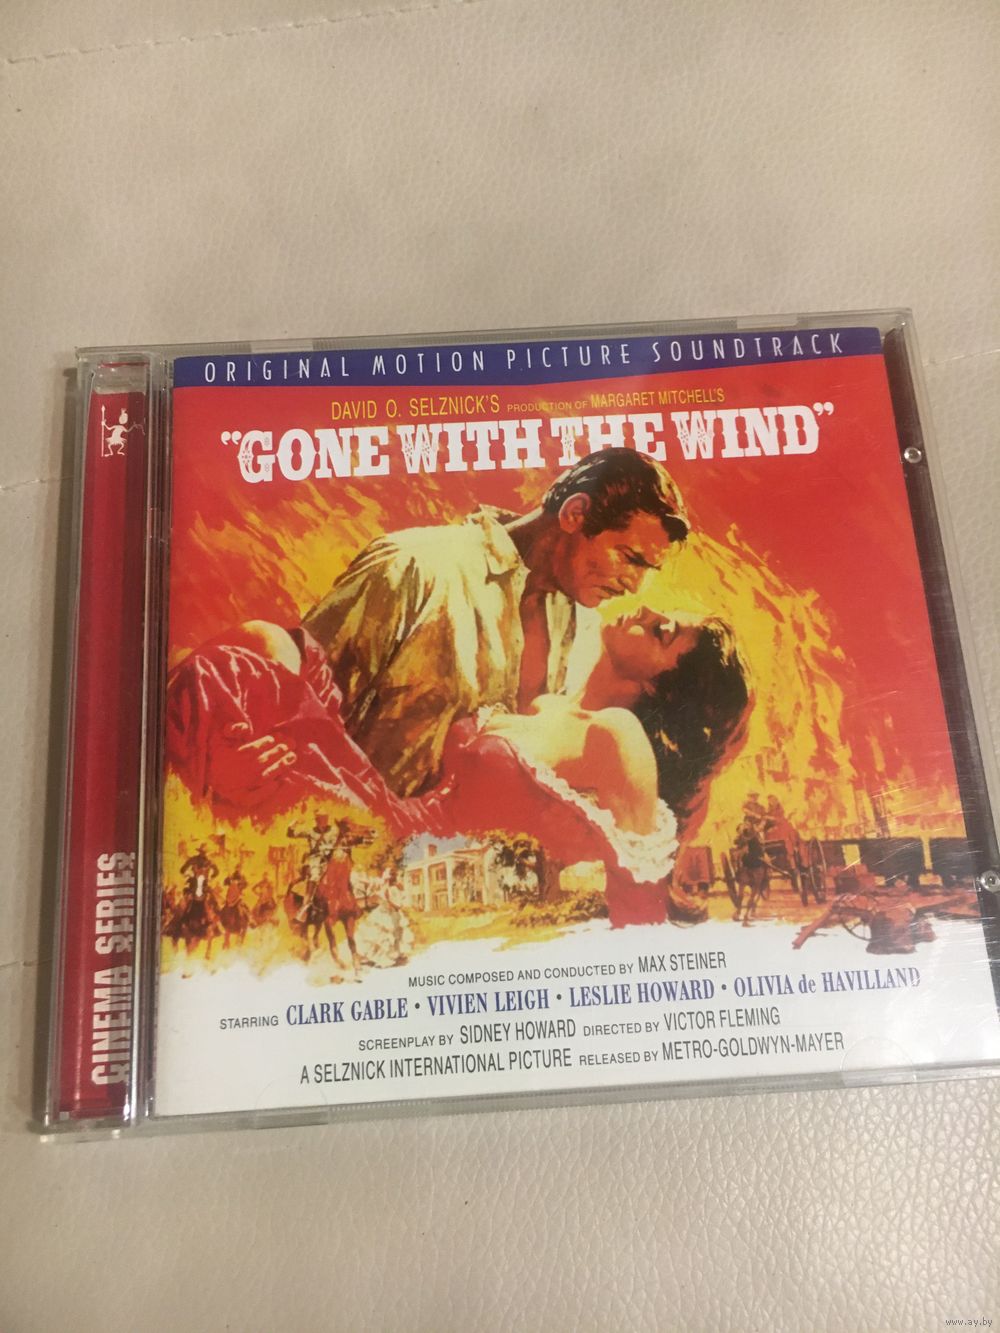 ORIGINAL MOTION PICTURE SOUNDTRACK
DAVID O. SELZNICK'S PRODUCTION OF MARGARET MITCHELL'S
"GONE WITH THE WIND"
CINEMA SERIES
MUSIC COMPOSED AND CONDUCTED BY MAX STEINER
STARRING CLARK GABLE · VIVIEN LEIGH · LESLIE HOWARD · OLIVIA de HAVILLAND
SCREENPLAY BY SIDNEY HOWARD DIRECTED BY VICTOR FLEMING
A SELZNICK INTERNATIONAL PICTURE RELEASED BY METRO-GOLDWYN-MAYER
www.ay.by